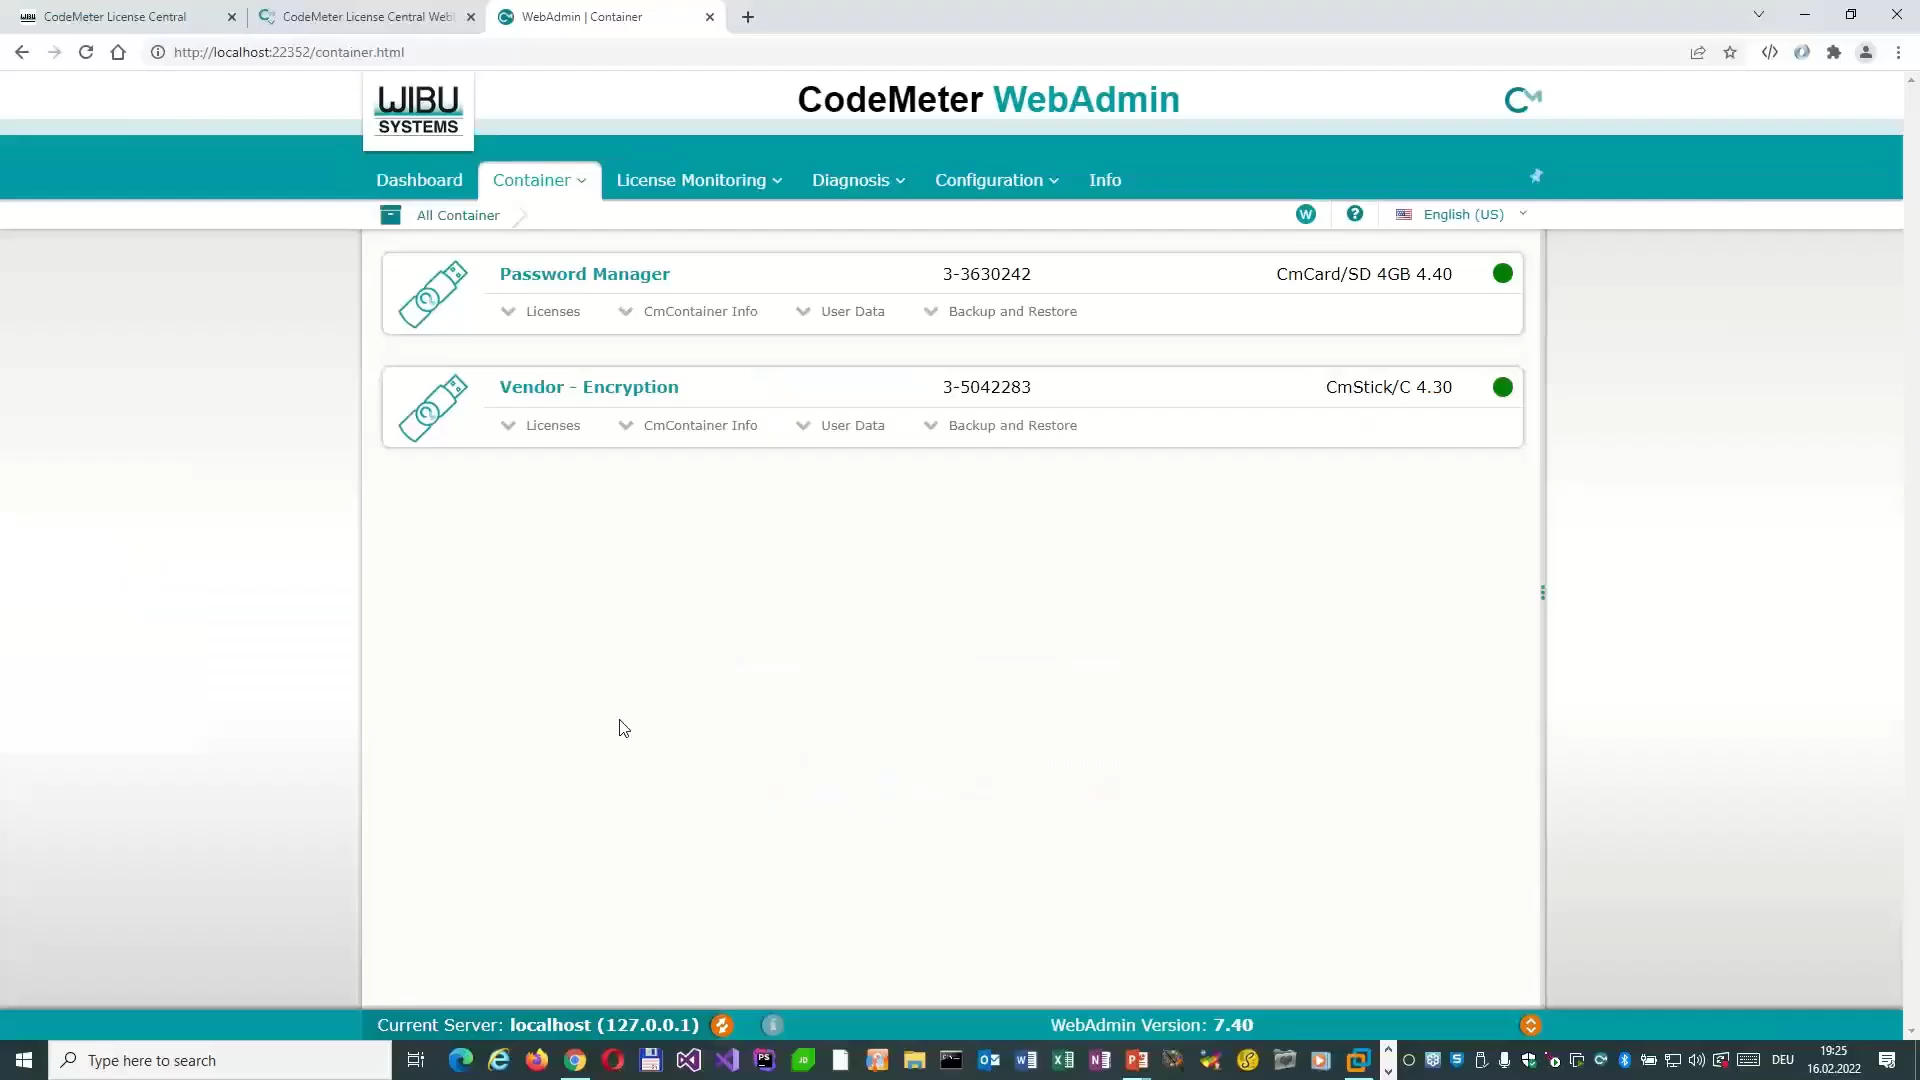 CodeMeter License Central
CodeMeter License Central Web
WebAdmin | Container
http://localhost:22352/container.html
WIBU
SYSTEMS
CodeMeter WebAdmin
Dashboard
Container
License Monitoring
Diagnosis
Configuration
Info
All Container
W
?
English (US)
Password Manager
3-3630242
CmCard/SD 4GB 4.40
Licenses
CmContainer Info
User Data
Backup and Restore
Vendor - Encryption
3-5042283
CmStick/C 4.30
Licenses
CmContainer Info
User Data
Backup and Restore
Current Server: localhost (127.0.0.1)
WebAdmin Version: 7.40
Type here to search
DEU
19:25
16.02.2022